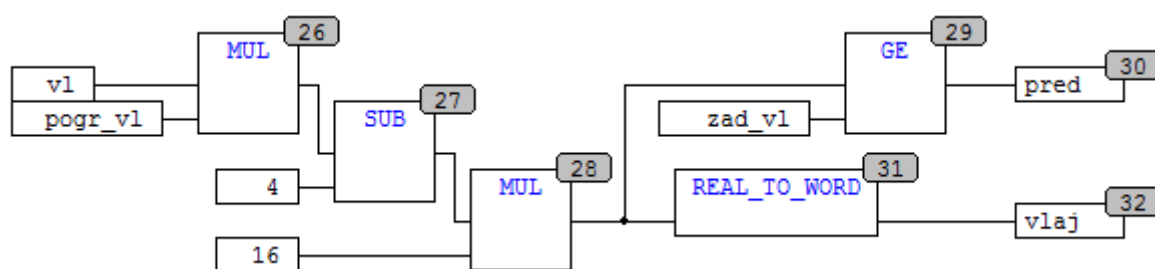 26
MUL
29
GE
vl
30
pred
pogr_vl
27
SUB
zad_vl
28
MUL
31
REAL_TO_WORD
4
32
vlaj
16